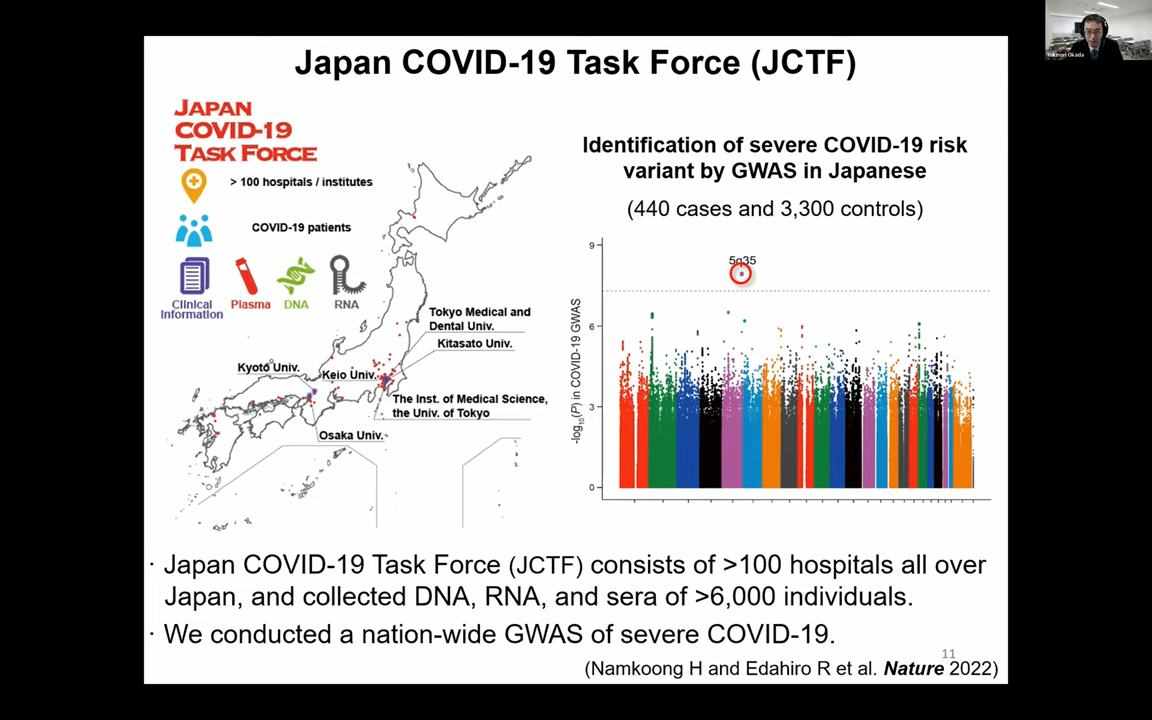 Yukinori Okada
Japan COVID-19 Task Force (JCTF)
JAPAN
COVID-19
TASK FORCE
> 100 hospitals / institutes
COVID-19 patients
Clinical
Information
Plasma
DNA
RNA
Tokyo Medical and
Dental Univ.
Kitasato Univ.
Kyoto Univ.
Keio Univ.
The Inst. of Medical Science,
the Univ. of Tokyo
Osaka Univ.
Identification of severe COVID-19 risk
variant by GWAS in Japanese
(440 cases and 3,300 controls)
-log10(P) in COVID-19 GWAS
9
6
3
0
5q35
· Japan COVID-19 Task Force (JCTF) consists of >100 hospitals all over
Japan, and collected DNA, RNA, and sera of >6,000 individuals.
· We conducted a nation-wide GWAS of severe COVID-19.
11
(Namkoong H and Edahiro R et al. Nature 2022)